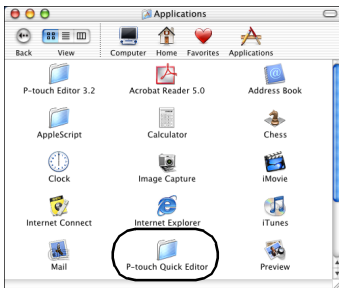 Applications
Back View Computer Home Favorites Applications
P-touch Editor 3.2 Acrobat Reader 5.0 Address Book
AppleScript Calculator Chess
Clock Image Capture iMovie
Internet Connect Internet Explorer iTunes
Mail P-touch Quick Editor Preview